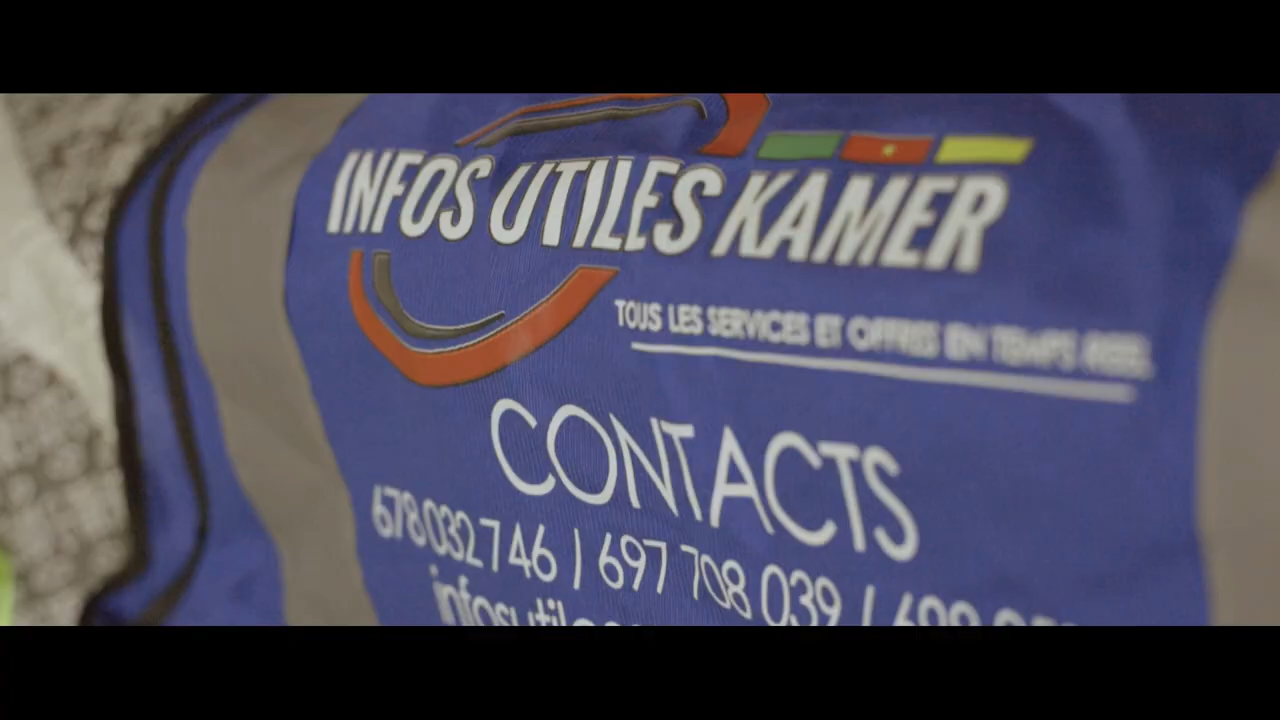 INFOS UTILES KAMER
TOUS LES SERVICES ET OFFRES EN TEMPS REEL
CONTACTS
678 032 746 | 697 708 039 |